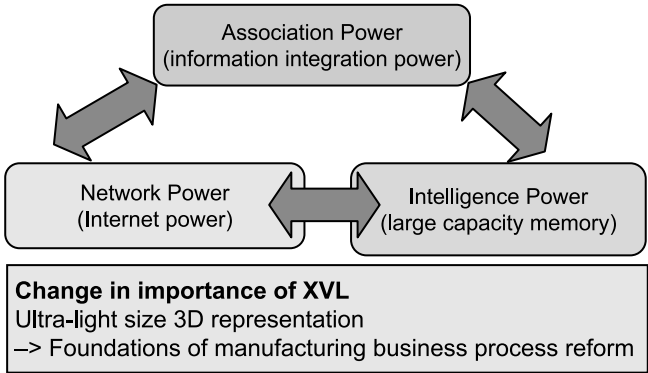 Association Power
(information integration power)
Network Power
(Internet power)
Intelligence Power
(large capacity memory)
Change in importance of XVL
Ultra-light size 3D representation
–> Foundations of manufacturing business process reform